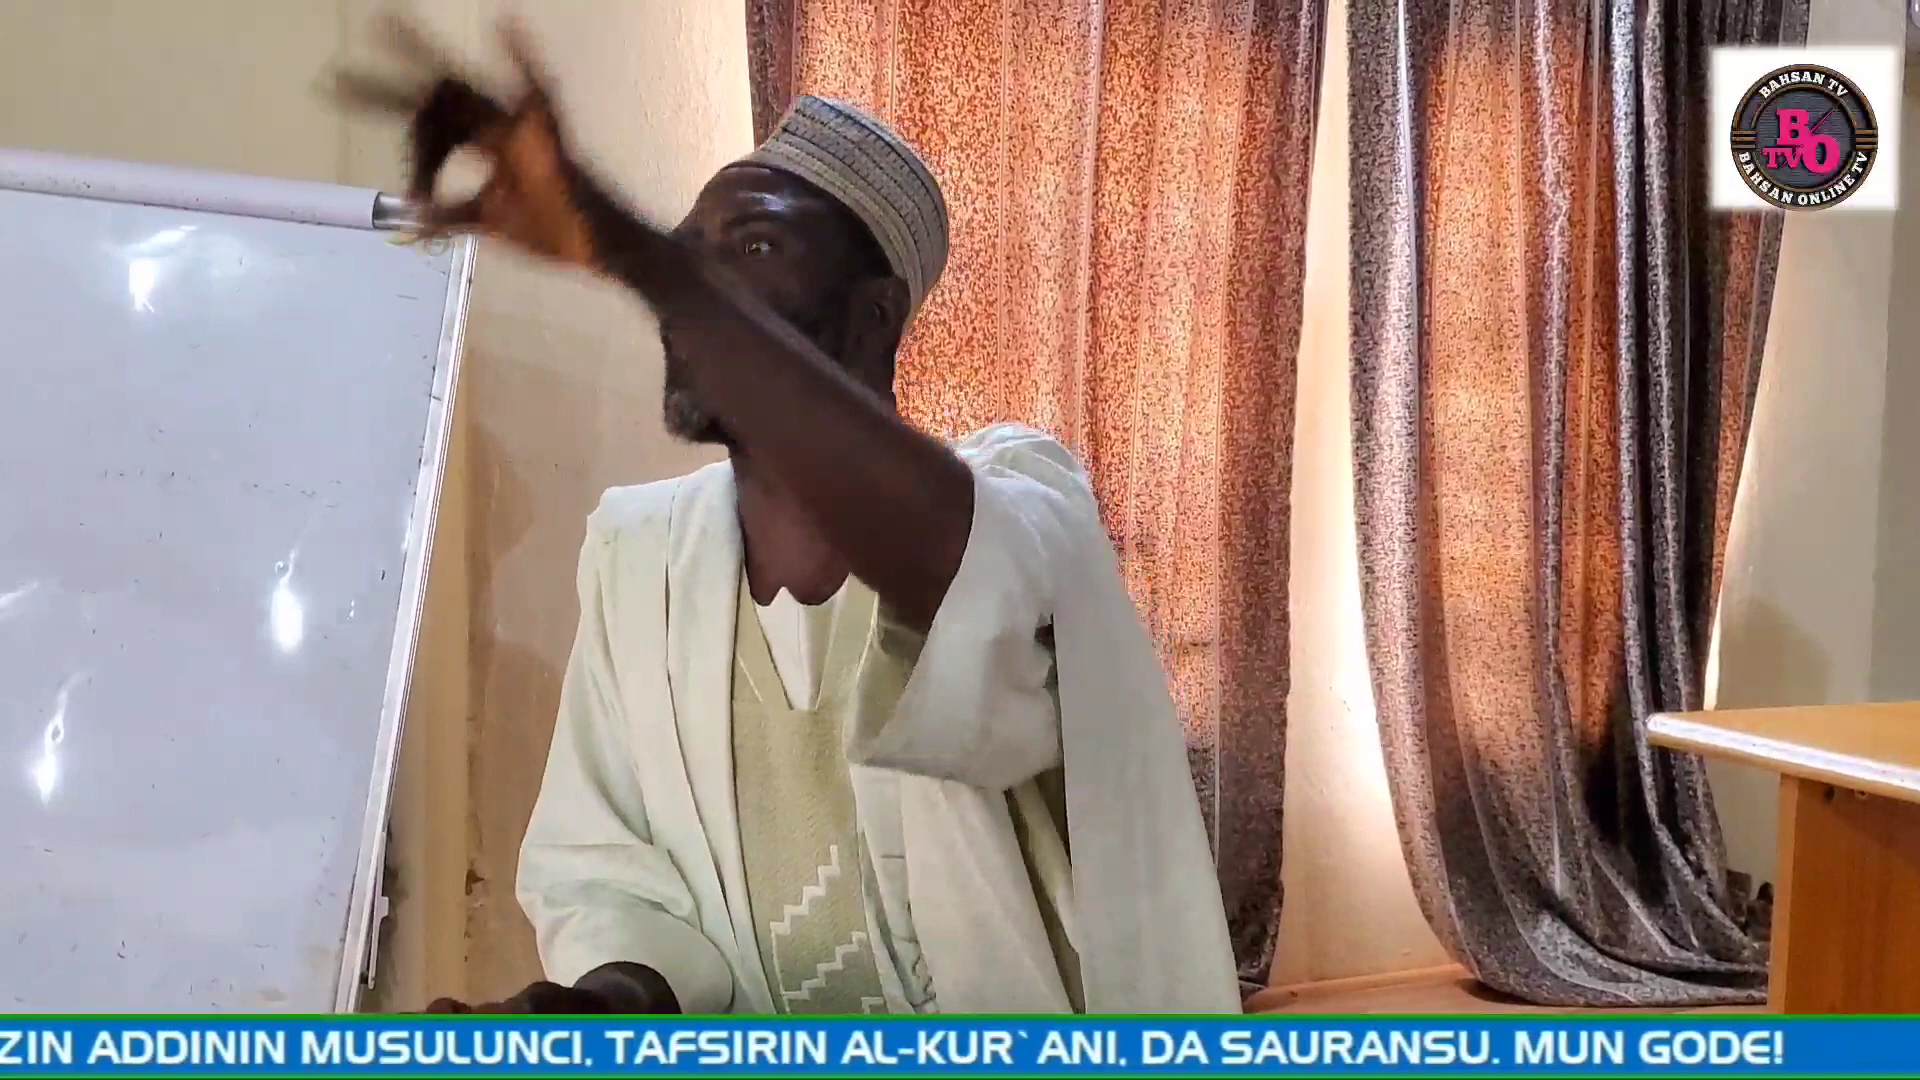 BAHSAN TV
B
TV O
BAHSAN ONLINE TV
ZIN ADDININ MUSULUNCI, TAFSIRIN AL-KUR`ANI, DA SAURANSU. MUN GODE!